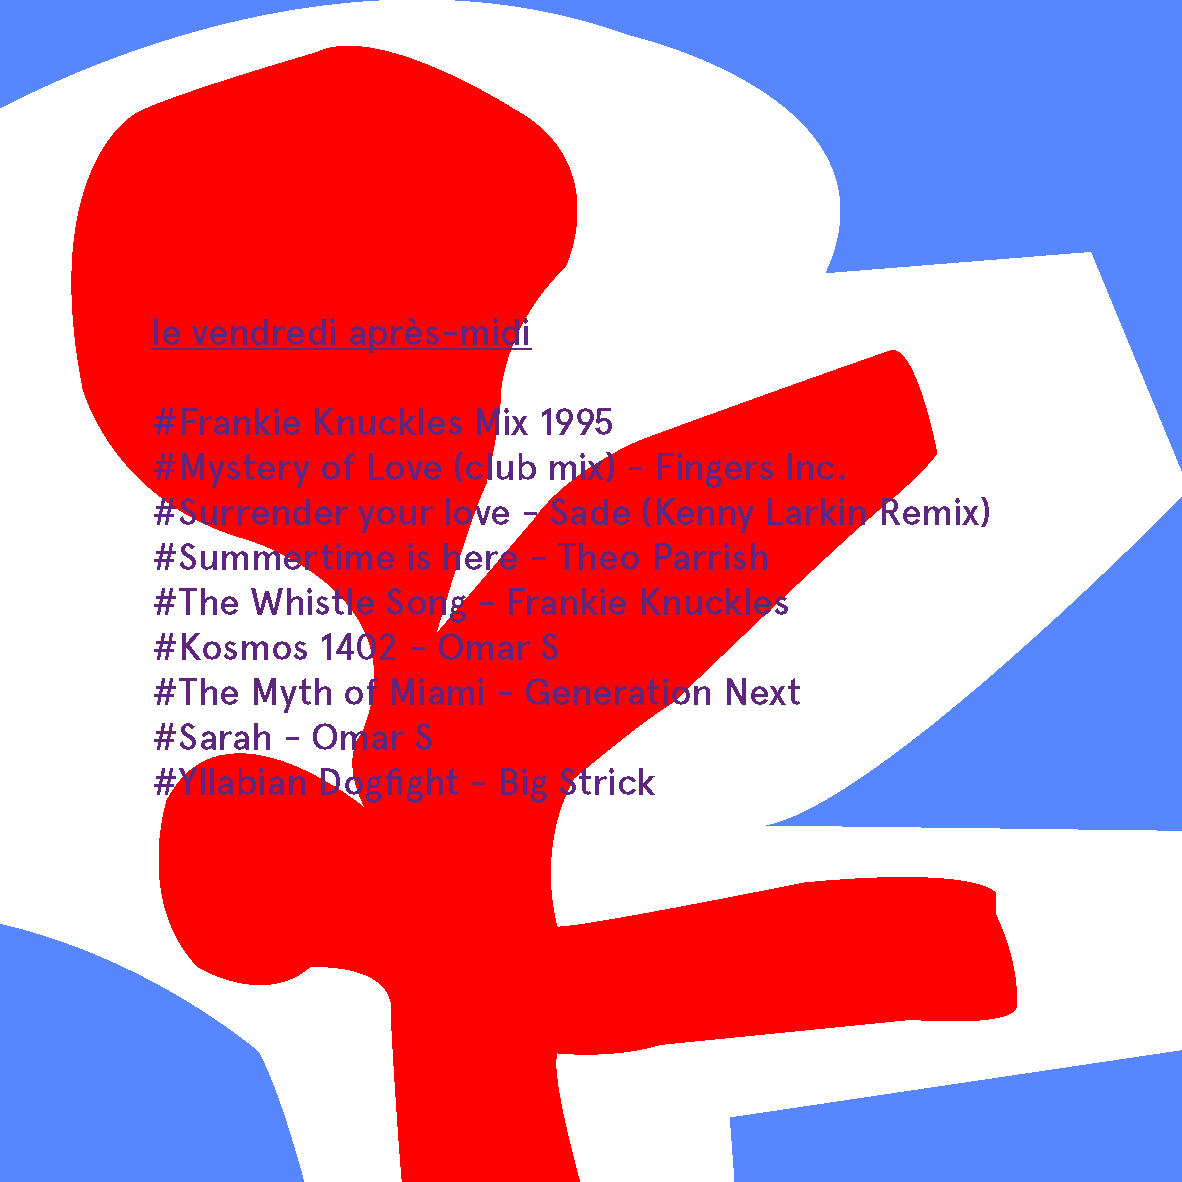 le vendredi après-midi
#Frankie Knuckles Mix 1995
#Mystery of Love (club mix) - Fingers Inc.
#Surrender your love - Sade (Kenny Larkin Remix)
#Summertime is here - Theo Parrish
#The Whistle Song - Frankie Knuckles
#Kosmos 1402 - Omar S
#The Myth of Miami - Generation Next
#Sarah - Omar S
#Yllabian Dogfight - Big Strick